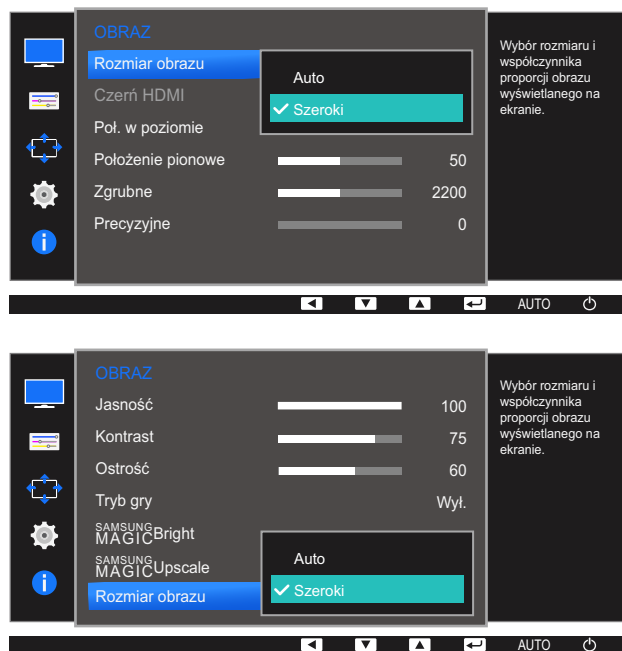 OBRAZ
Rozmiar obrazu
Auto
Czerń HDMI
Szeroki
Poł. w poziomie
Położenie pionowe 50
Zgrubne 2200
Precyzyjne 0
Wybór rozmiaru i
współczynnika
proporcji obrazu
wyświetlanego na
ekranie.
AUTO
OBRAZ
Jasność 100
Kontrast 75
Ostrość 60
Tryb gry Wył.
SAMSUNG
MAGICBright
SAMSUNG
MAGICUpscale
Auto
Rozmiar obrazu
Szeroki
Wybór rozmiaru i
współczynnika
proporcji obrazu
wyświetlanego na
ekranie.
AUTO